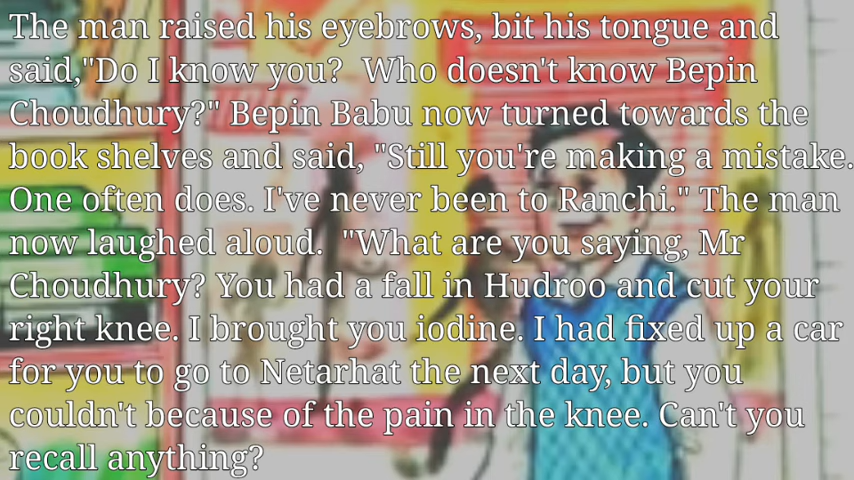 The man raised his eyebrows, bit his tongue and
said,"Do I know you?  Who doesn't know Bepin
Choudhury?" Bepin Babu now turned towards the
book shelves and said, "Still you're making a mistake.
One often does. I've never been to Ranchi." The man
now laughed aloud.  "What are you saying, Mr
Choudhury? You had a fall in Hudroo and cut your
right knee. I brought you iodine. I had fixed up a car
for you to go to Netarhat the next day, but you
couldn't because of the pain in the knee. Can't you
recall anything?